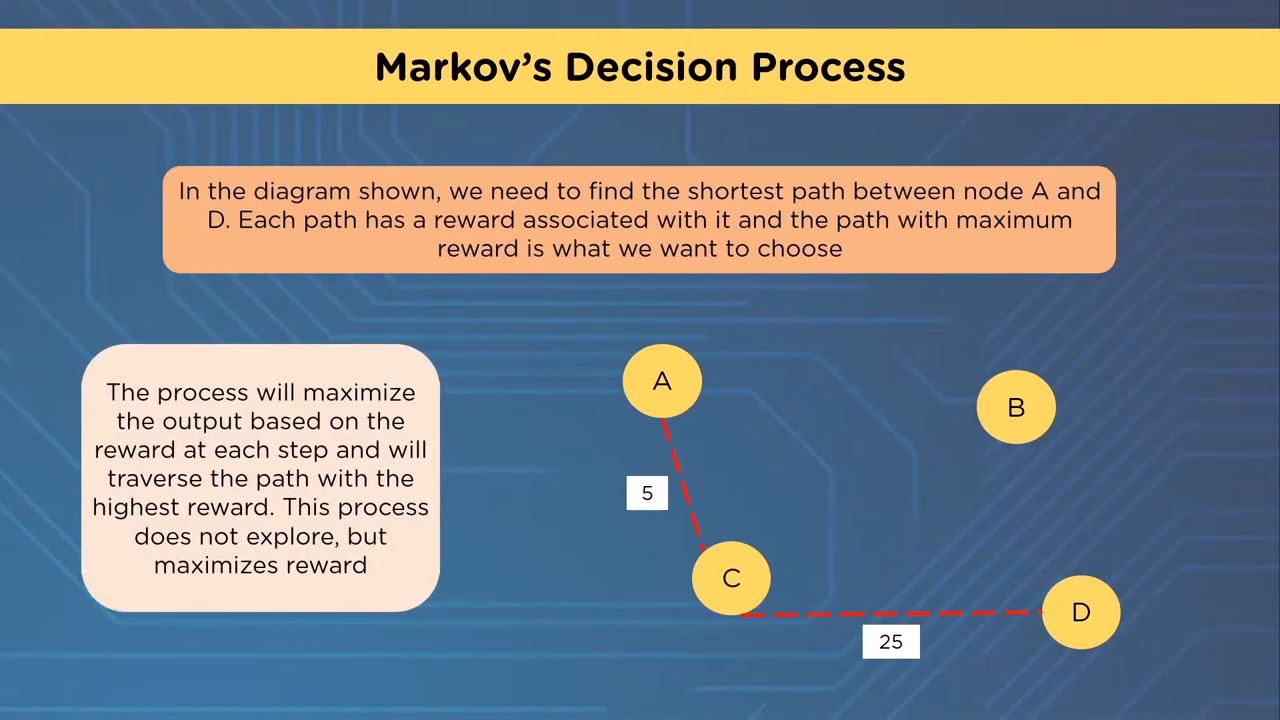 Markov’s Decision Process
In the diagram shown, we need to find the shortest path between node A and
D. Each path has a reward associated with it and the path with maximum
reward is what we want to choose
The process will maximize
the output based on the
reward at each step and will
traverse the path with the
highest reward. This process
does not explore, but
maximizes reward
A
B
5
C
D
25